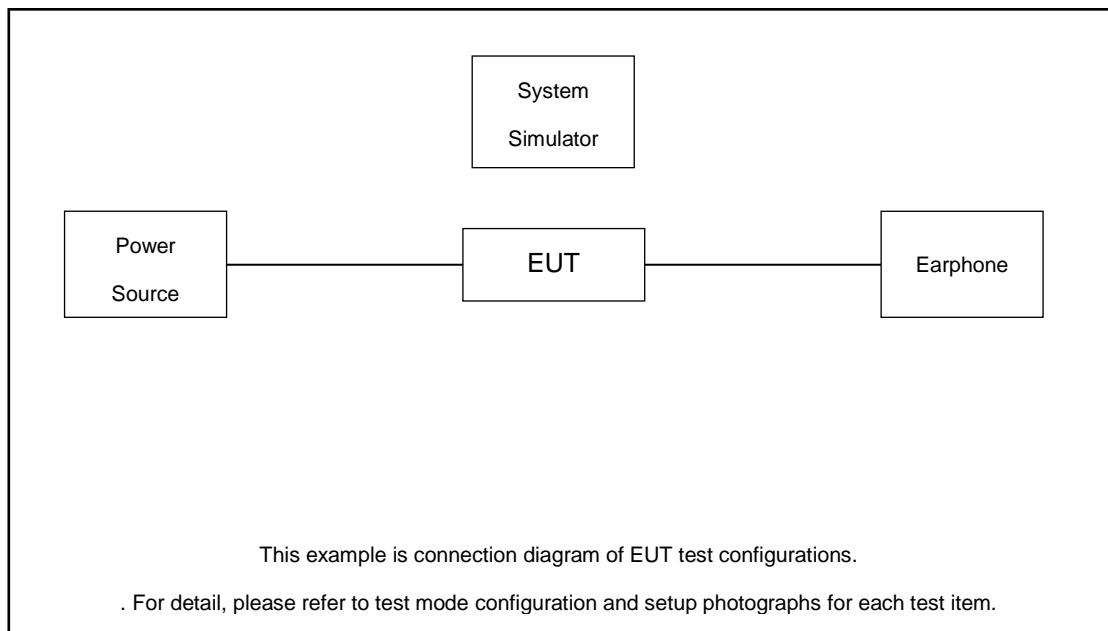 System
Simulator
Power
Source
EUT
Earphone
This example is connection diagram of EUT test configurations.
. For detail, please refer to test mode configuration and setup photographs for each test item.